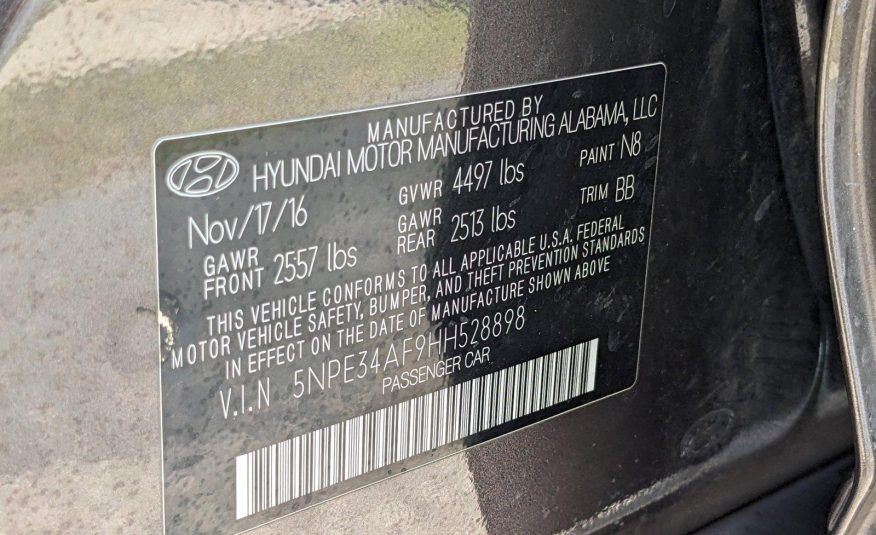 MANUFACTURED BY
HYUNDAI MOTOR MANUFACTURING ALABAMA, LLC
Nov/17/16 GVWR 4497 lbs PAINT N8
GAWR FRONT 2557 lbs GAWR REAR 2513 lbs TRIM BB
THIS VEHICLE CONFORMS TO ALL APPLICABLE U.S.A. FEDERAL
MOTOR VEHICLE SAFETY, BUMPER, AND THEFT PREVENTION STANDARDS
IN EFFECT ON THE DATE OF MANUFACTURE SHOWN ABOVE
V.I.N 5NPE34AF9HH528898
PASSENGER CAR